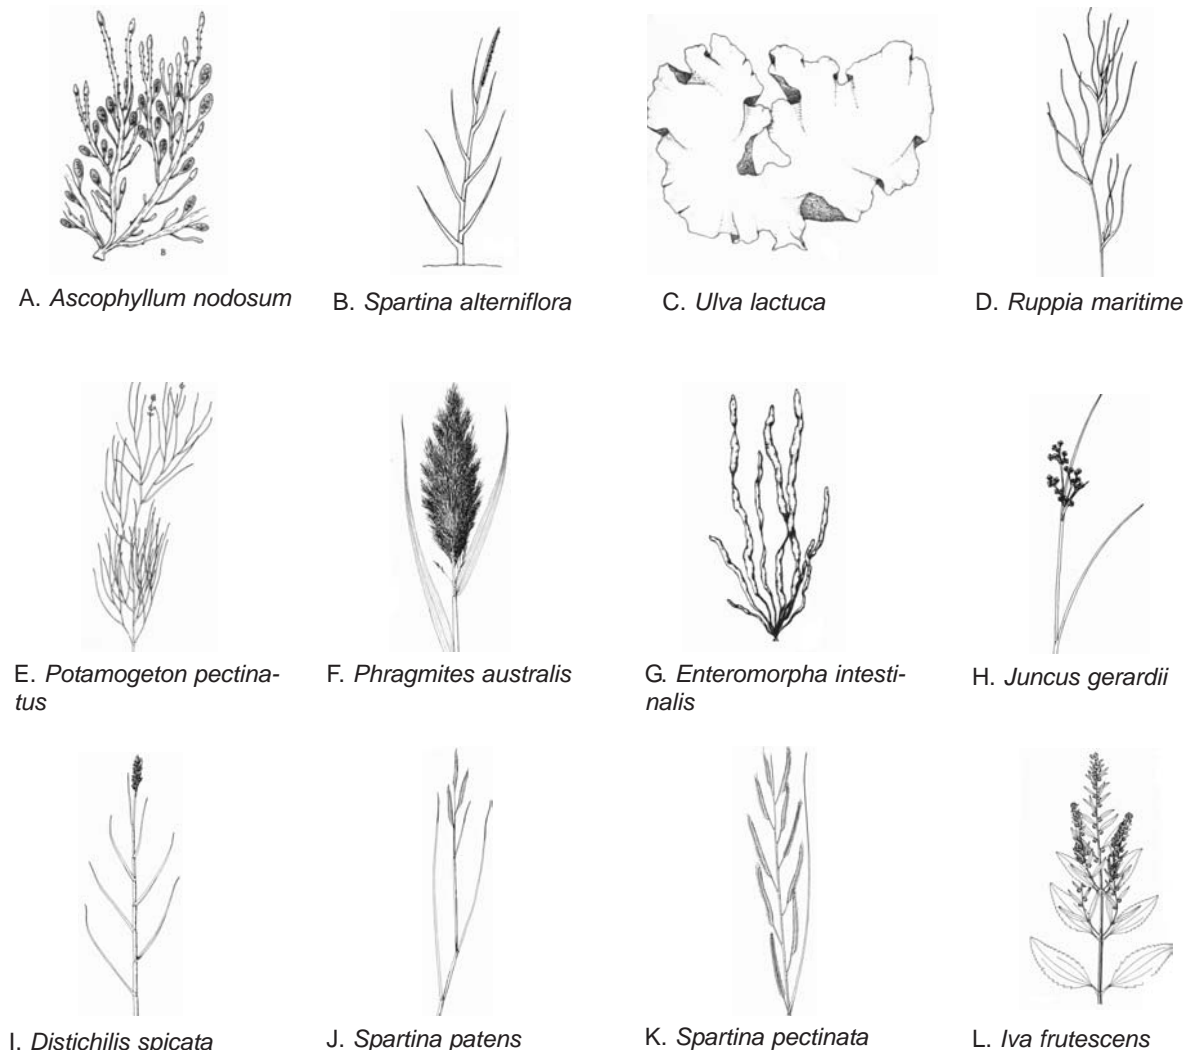 B
A. Ascophyllum nodosum
B. Spartina alterniflora
C. Ulva lactuca
D. Ruppia maritime
E. Potamogeton pectina-
tus
F. Phragmites australis
G. Enteromorpha intesti-
nalis
H. Juncus gerardii
I. Distichilis spicata
J. Spartina patens
K. Spartina pectinata
L. Iva frutescens